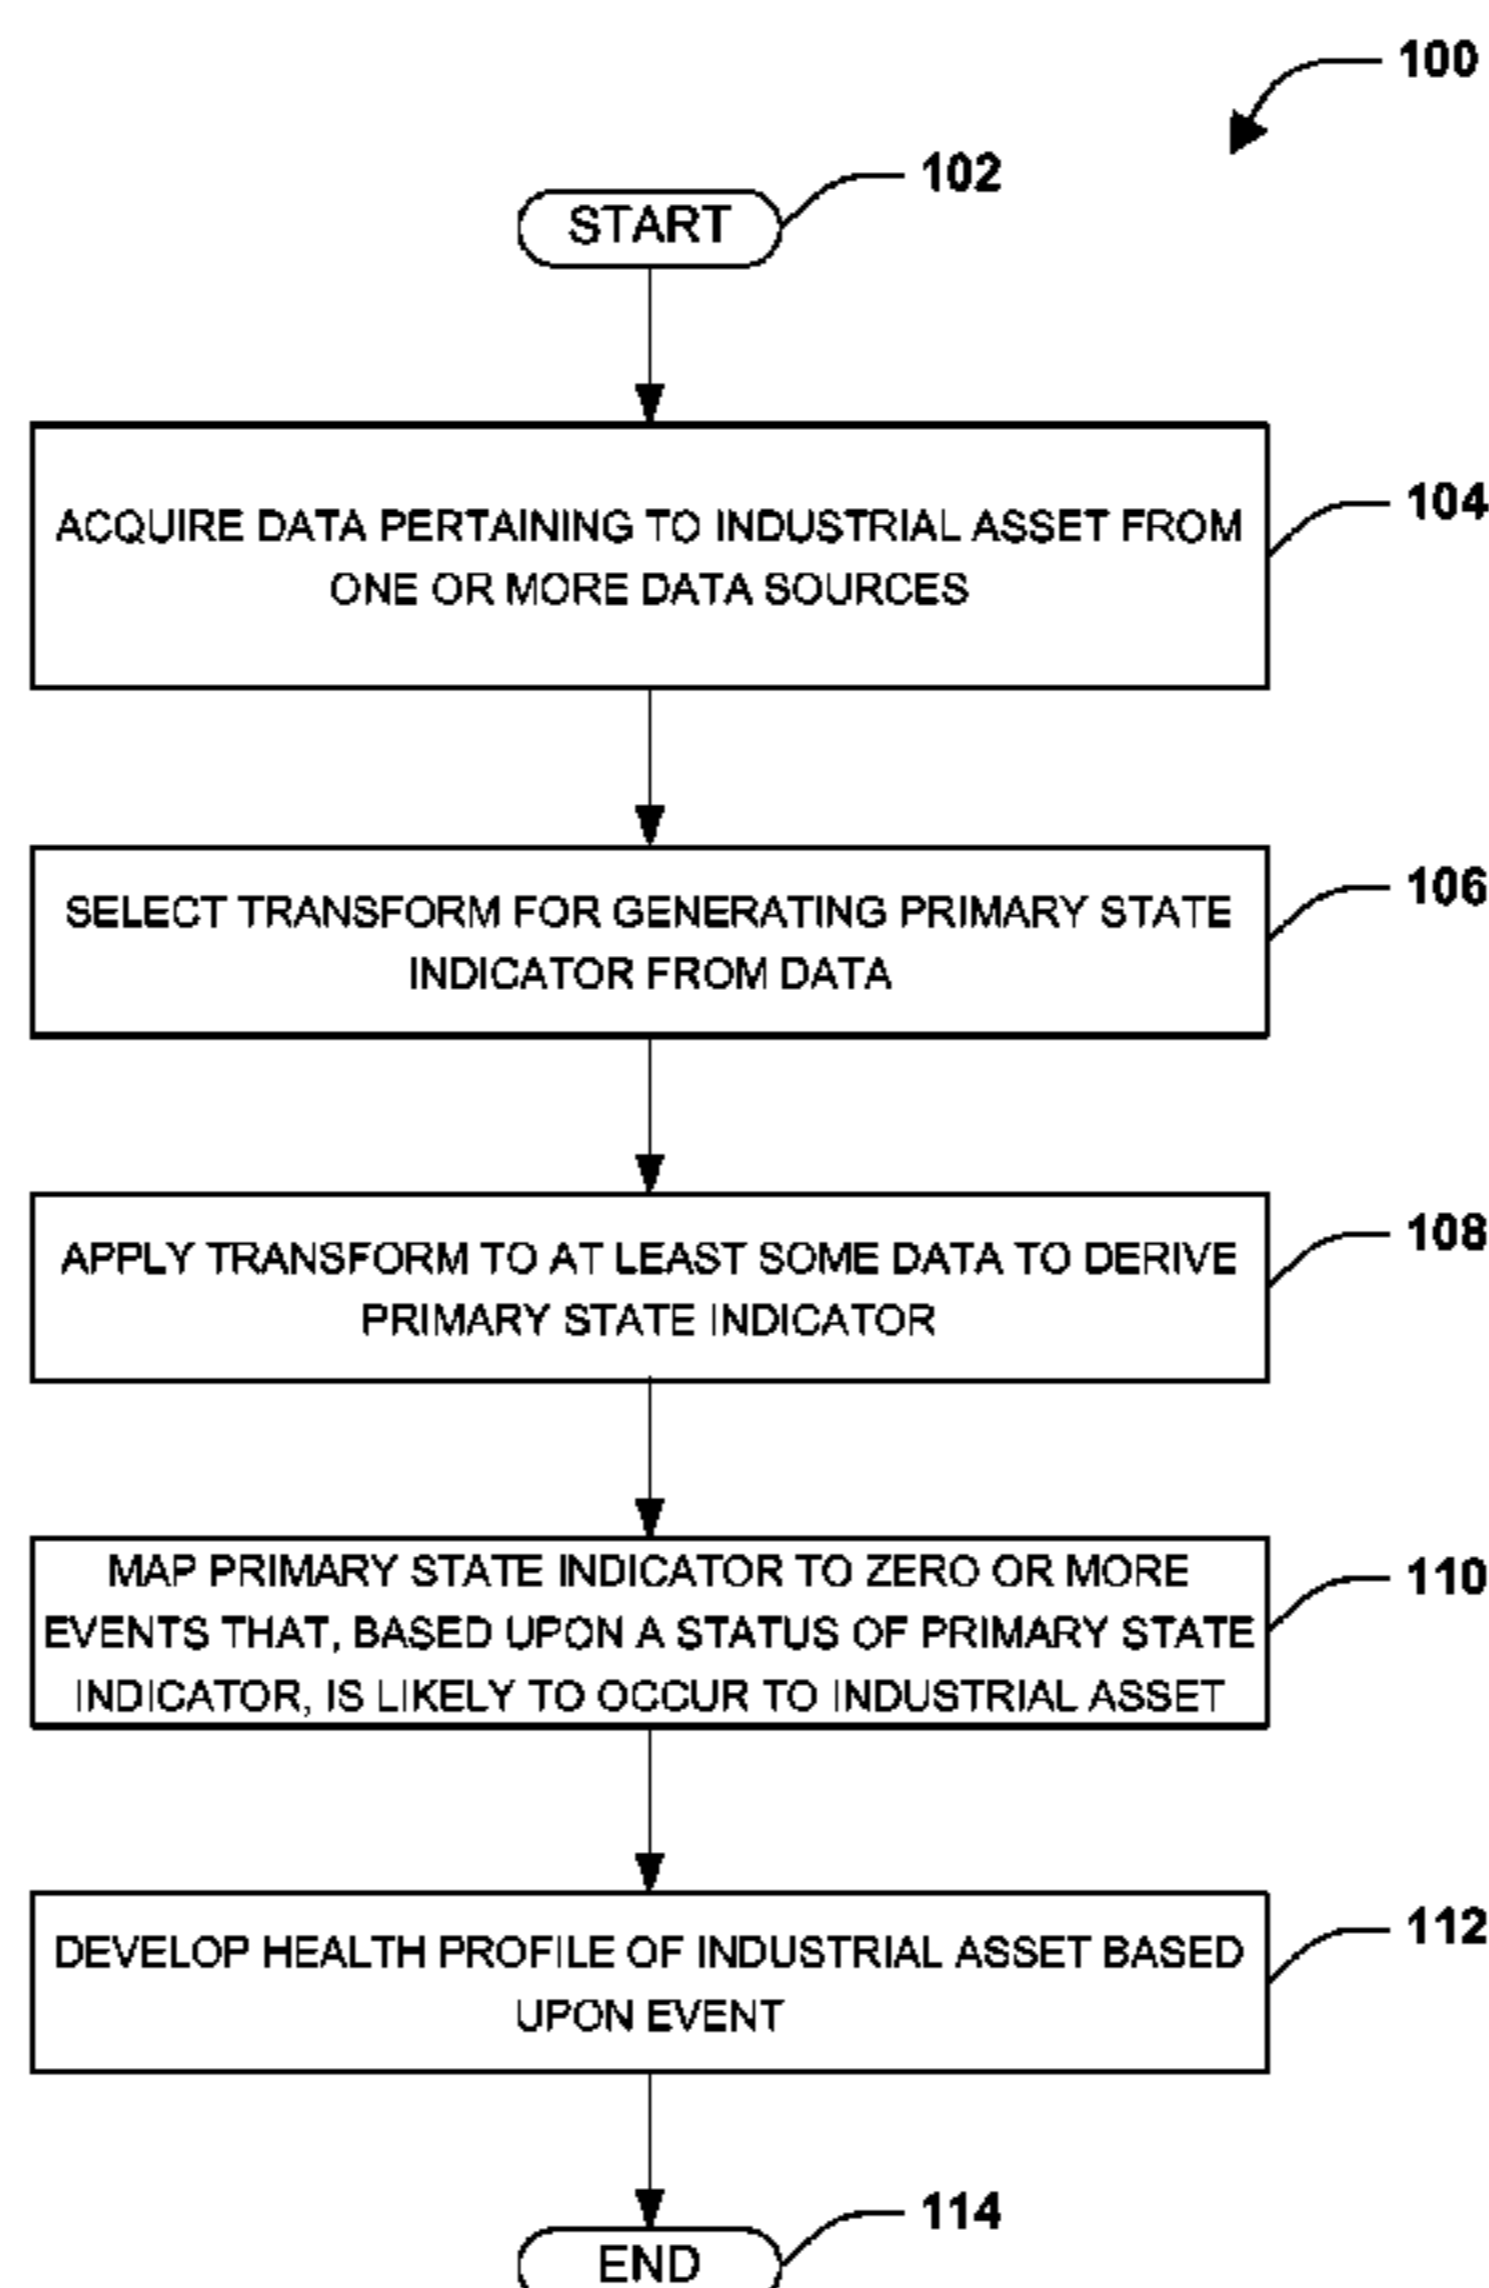 100
102
START
104
ACQUIRE DATA PERTAINING TO INDUSTRIAL ASSET FROM
ONE OR MORE DATA SOURCES
106
SELECT TRANSFORM FOR GENERATING PRIMARY STATE
INDICATOR FROM DATA
108
APPLY TRANSFORM TO AT LEAST SOME DATA TO DERIVE
PRIMARY STATE INDICATOR
110
MAP PRIMARY STATE INDICATOR TO ZERO OR MORE
EVENTS THAT, BASED UPON A STATUS OF PRIMARY STATE
INDICATOR, IS LIKELY TO OCCUR TO INDUSTRIAL ASSET
112
DEVELOP HEALTH PROFILE OF INDUSTRIAL ASSET BASED
UPON EVENT
114
END